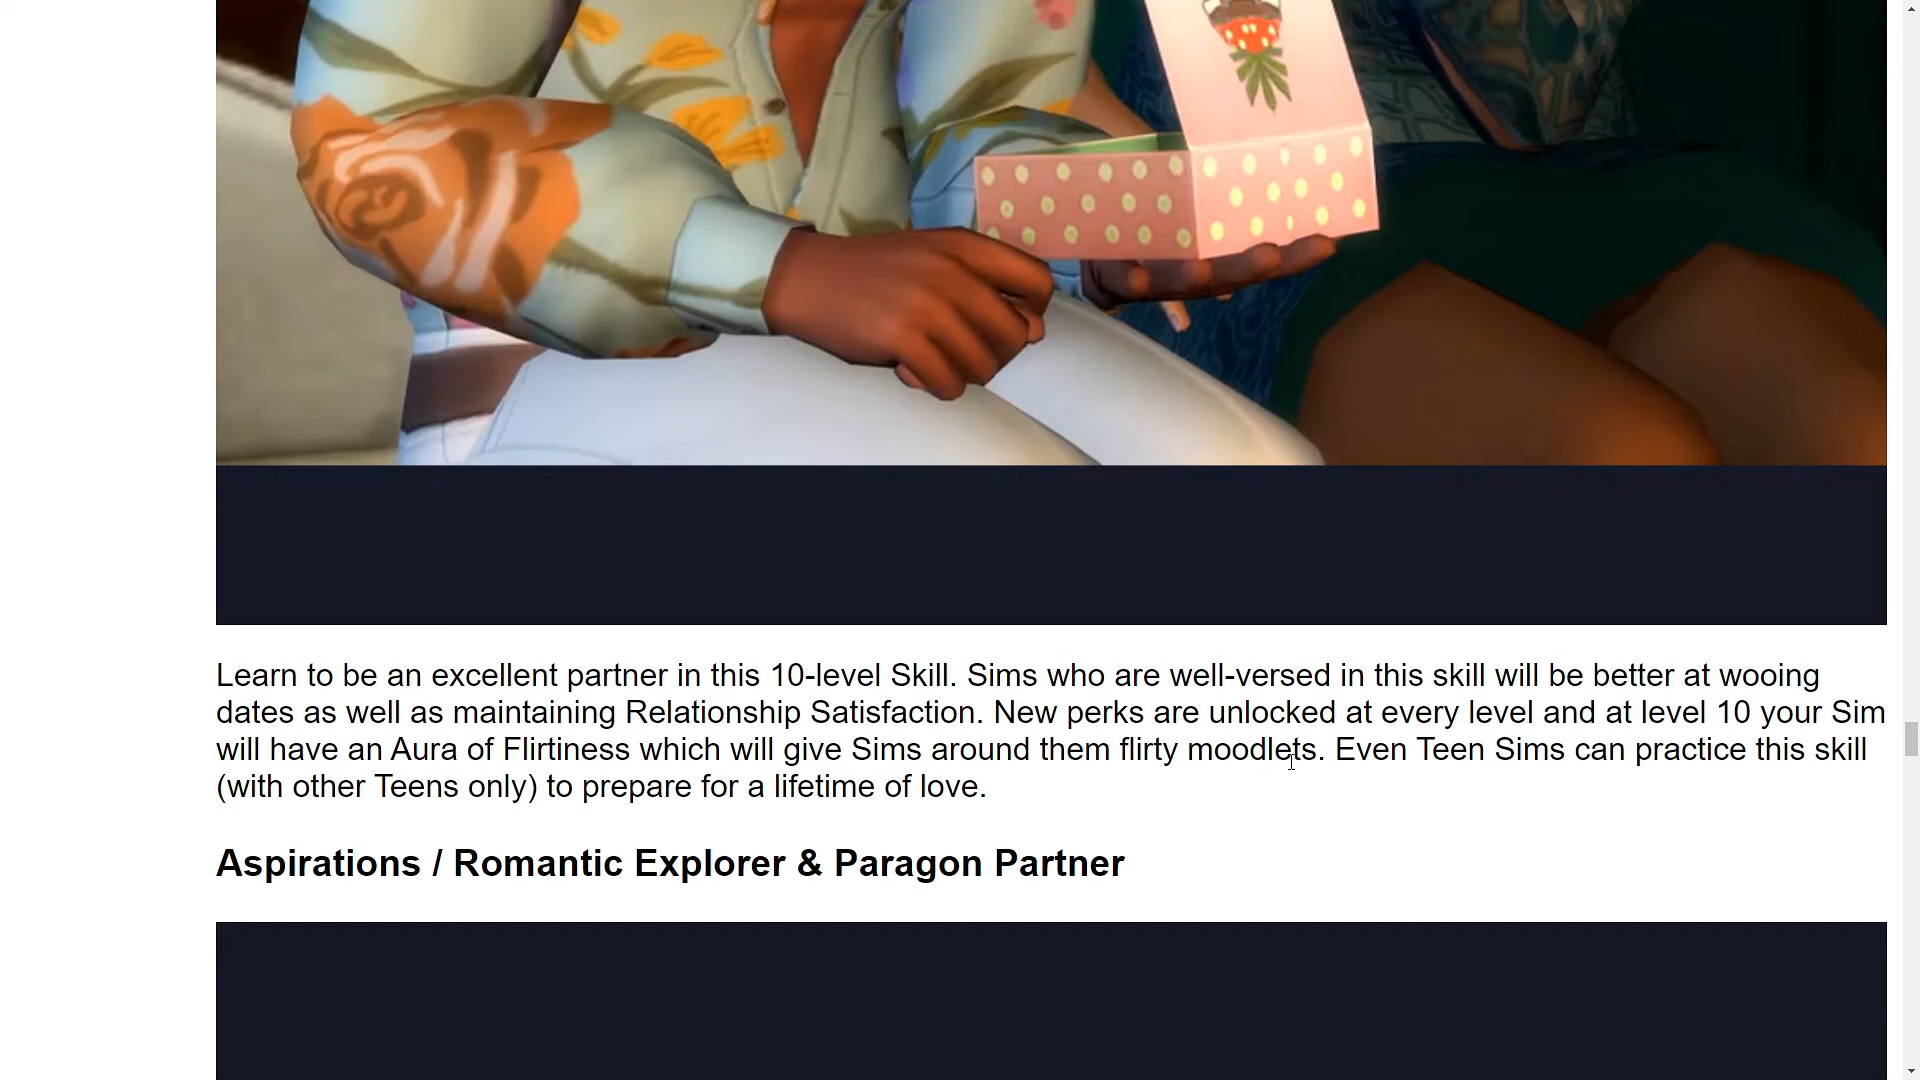 Learn to be an excellent partner in this 10-level Skill. Sims who are well-versed in this skill will be better at wooing
dates as well as maintaining Relationship Satisfaction. New perks are unlocked at every level and at level 10 your Sim
will have an Aura of Flirtiness which will give Sims around them flirty moodlets. Even Teen Sims can practice this skill
(with other Teens only) to prepare for a lifetime of love.
Aspirations / Romantic Explorer & Paragon Partner